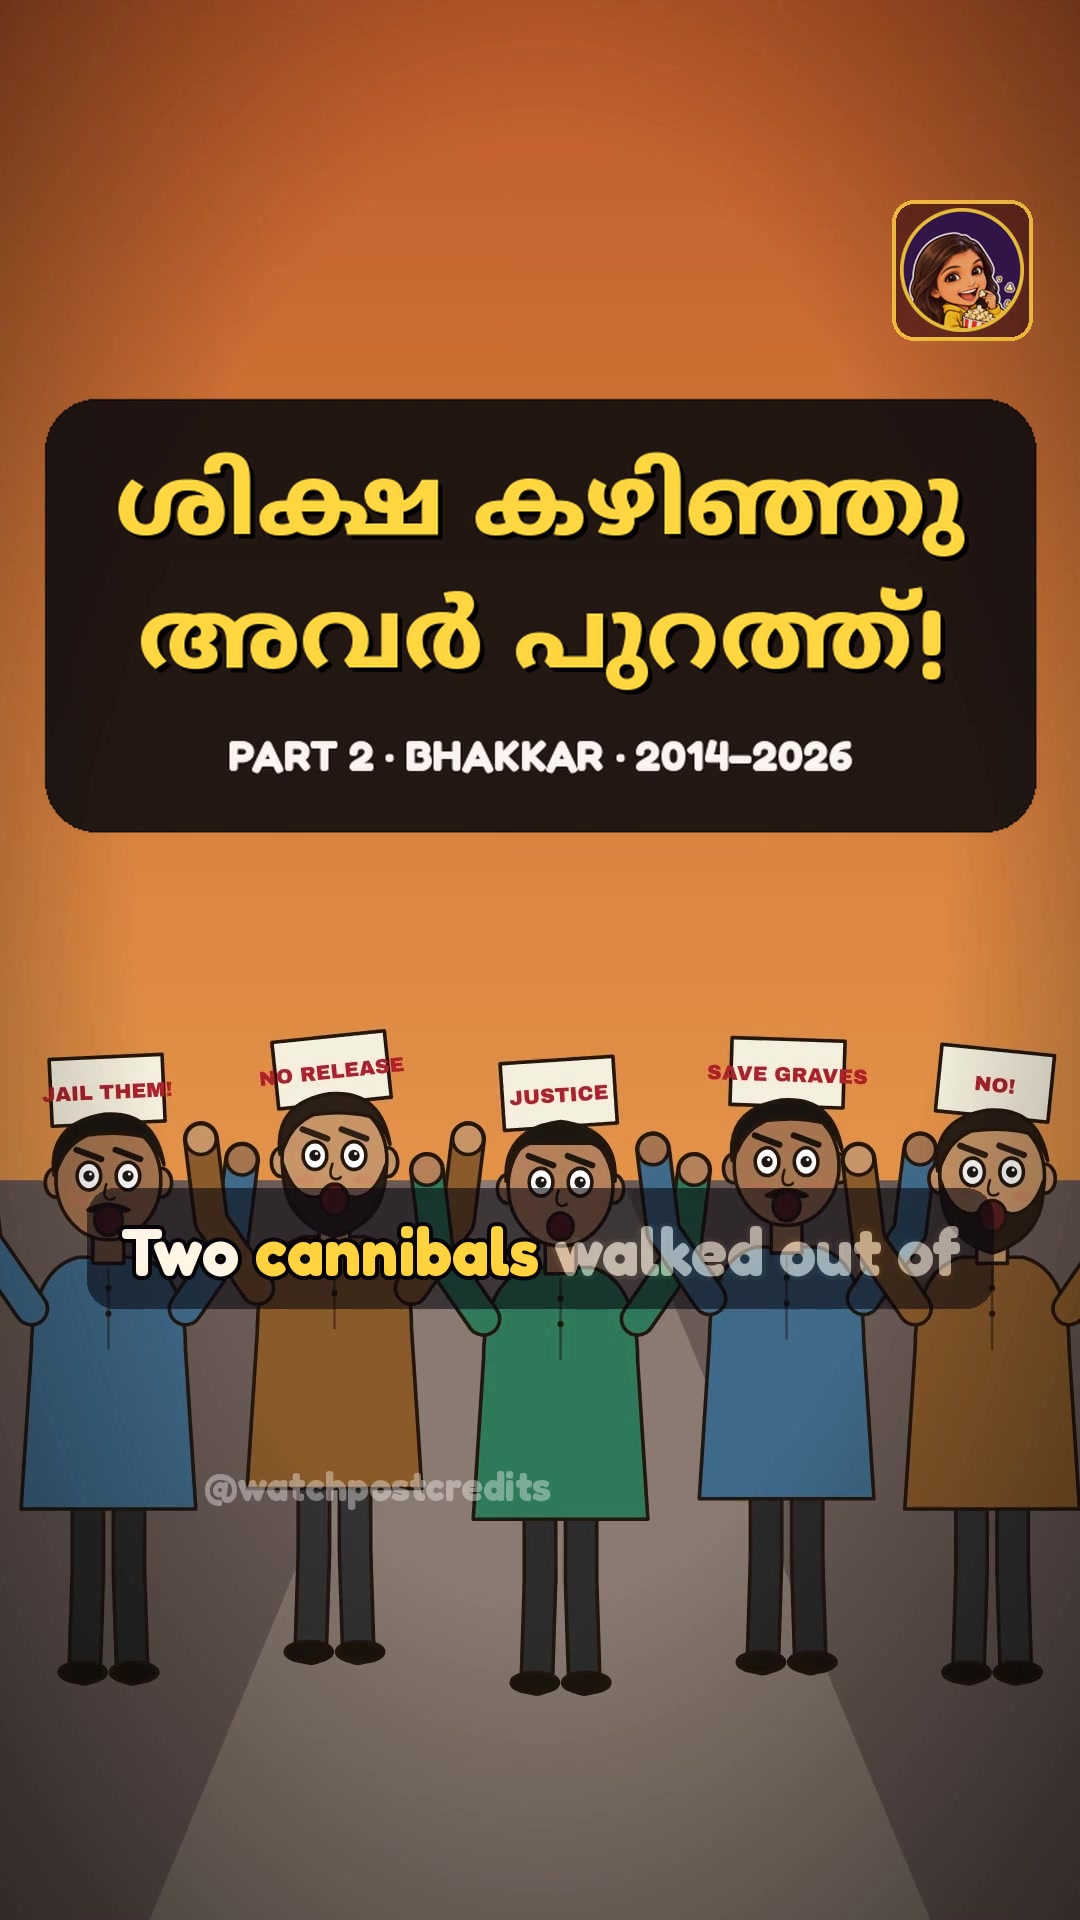 ശിക്ഷ കഴിഞ്ഞു
അവർ പുറത്ത്!
PART 2 · BHAKKAR · 2014–2026
JAIL THEM!
NO RELEASE
JUSTICE
SAVE GRAVES
NO!
Two cannibals walked out of
@watchpostcredits